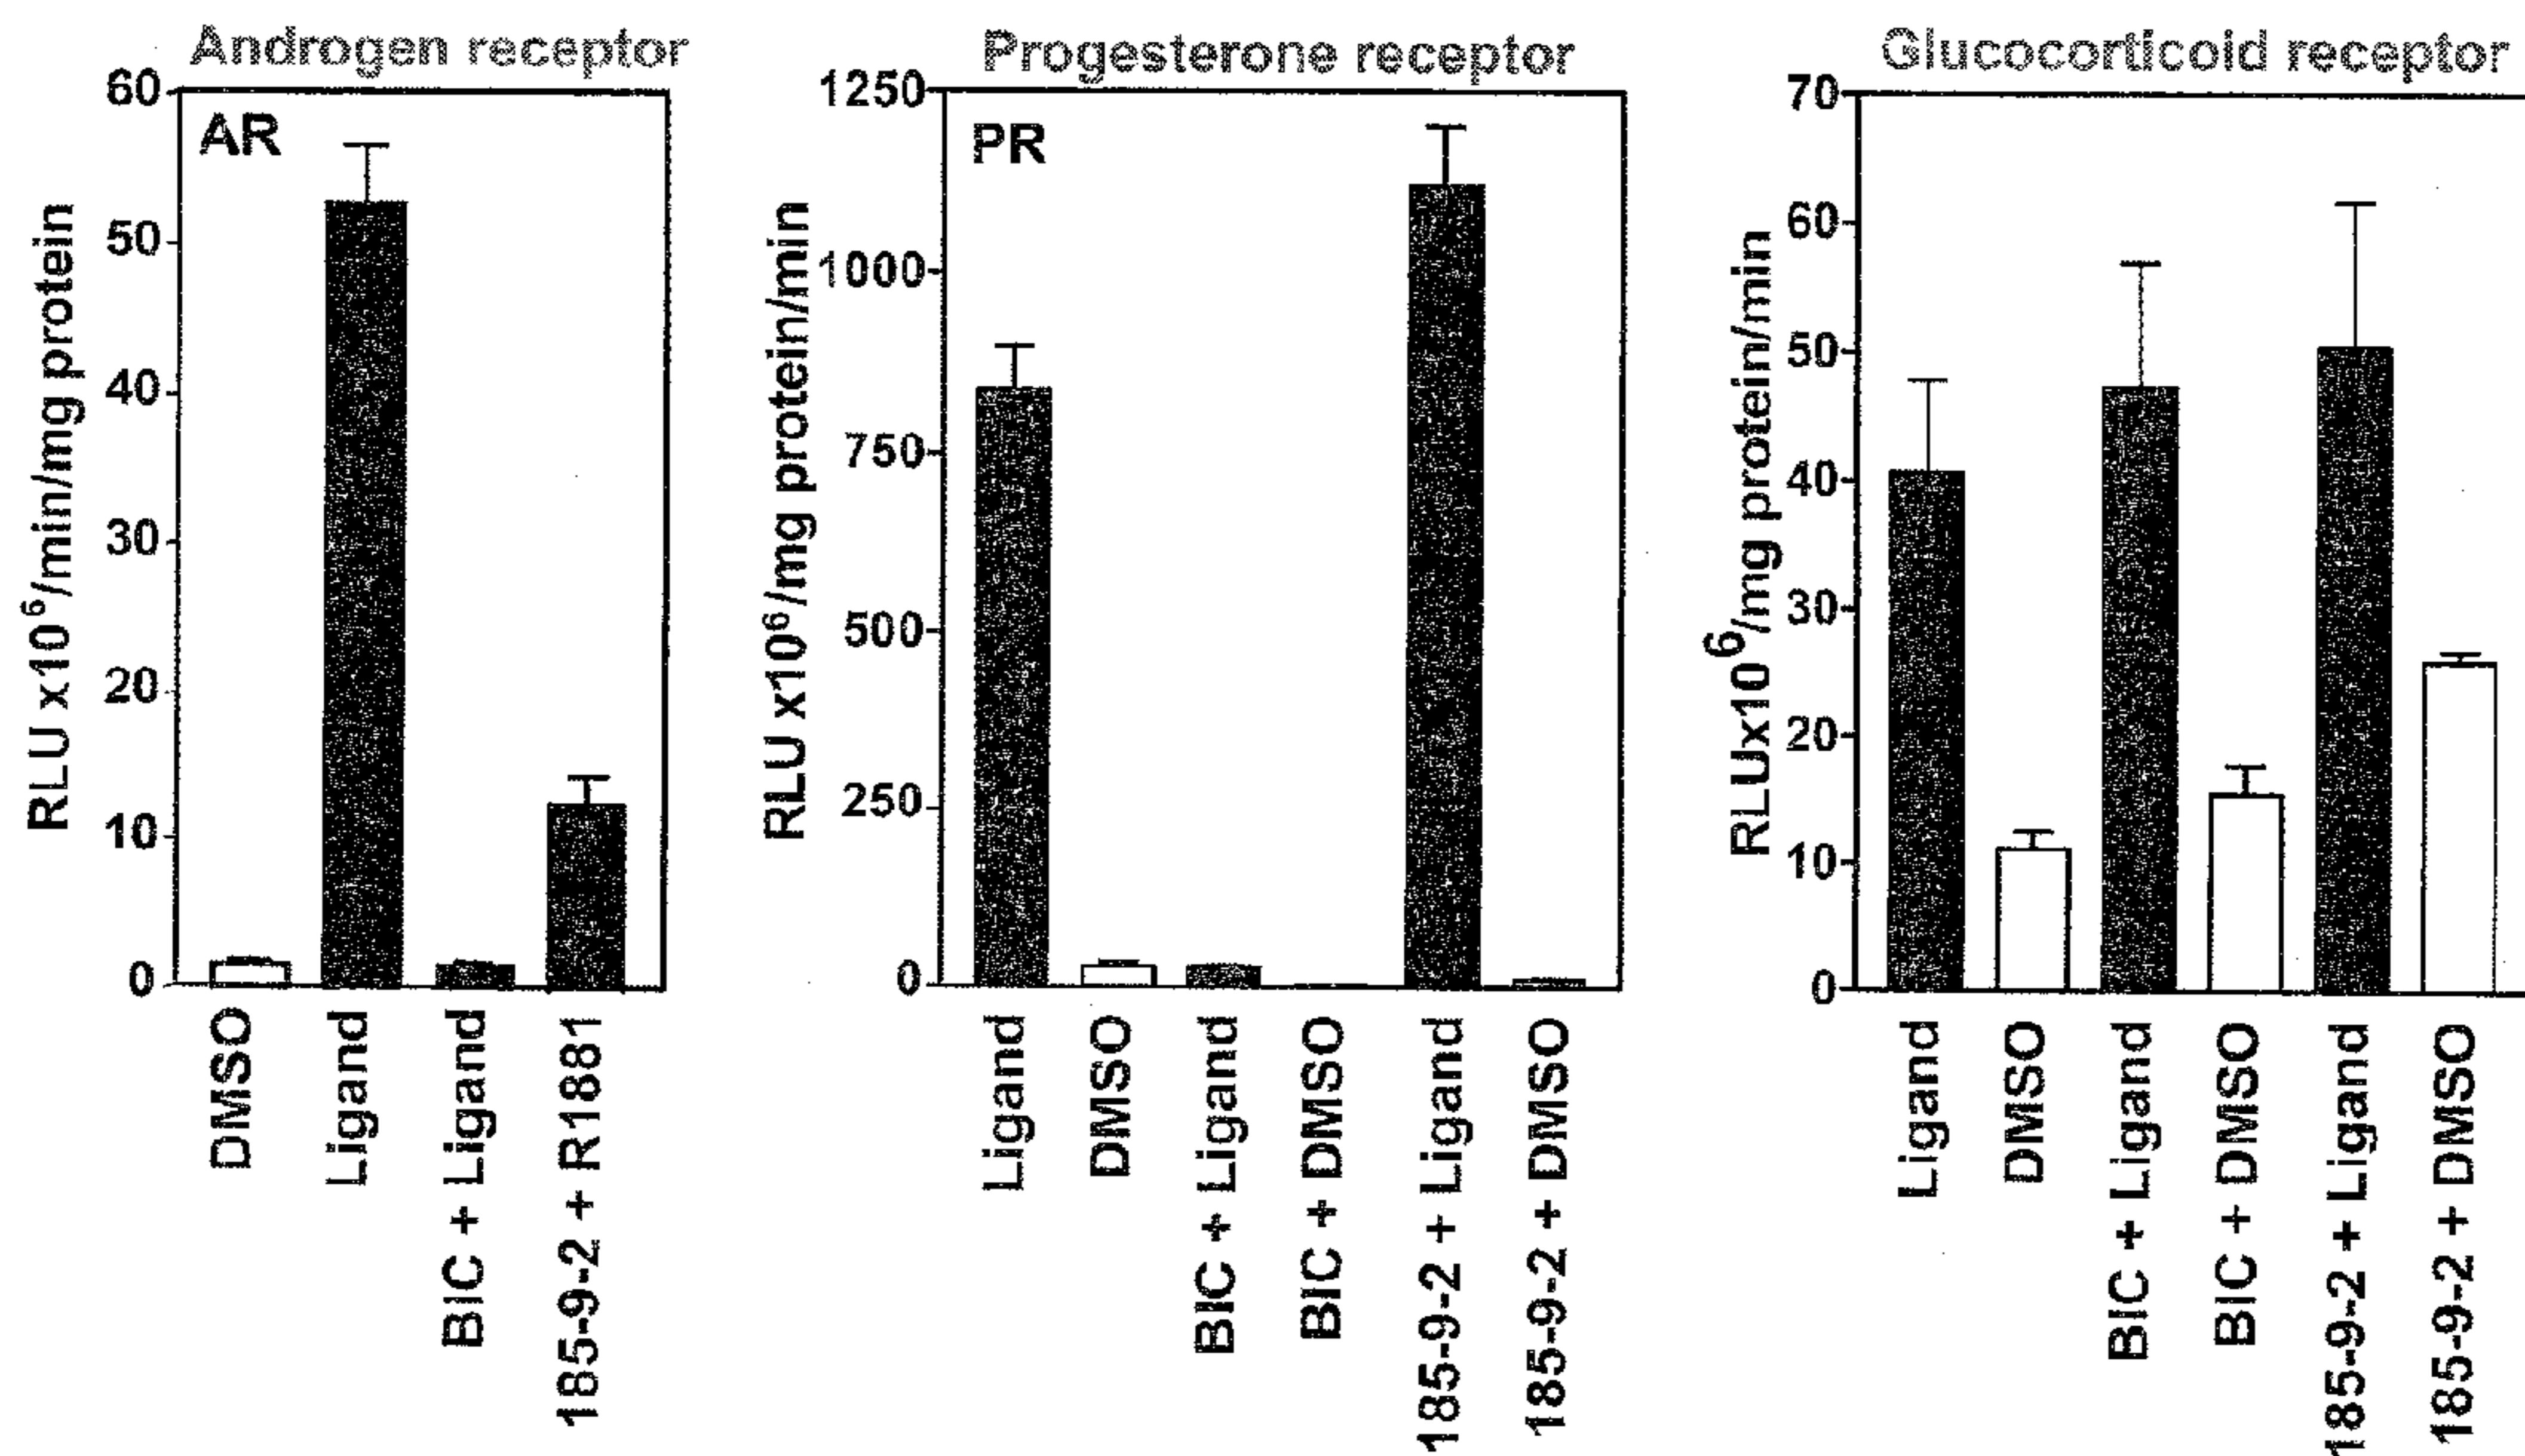 Androgen receptor
AR
RLU x10⁶/min/mg protein
60
50
40
30
20
10
0
DMSO
Ligand
BIC + Ligand
185-9-2 + R1881
Progesterone receptor
PR
RLU x10⁶/mg protein/min
1250
1000
750
500
250
0
Ligand
DMSO
BIC + Ligand
BIC + DMSO
185-9-2 + Ligand
185-9-2 + DMSO
Glucocorticoid receptor
RLUx10⁶/mg protein/min
70
60
50
40
30
20
10
0
Ligand
DMSO
BIC + Ligand
BIC + DMSO
185-9-2 + Ligand
185-9-2 + DMSO